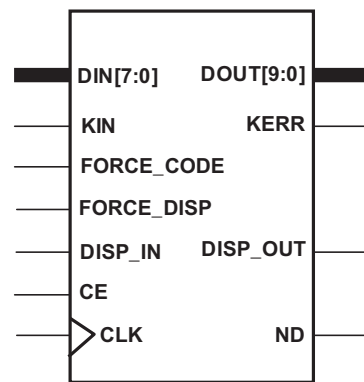 DIN[7:0] DOUT[9:0]
KIN KERR
FORCE_CODE
FORCE_DISP
DISP_IN DISP_OUT
CE
CLK ND